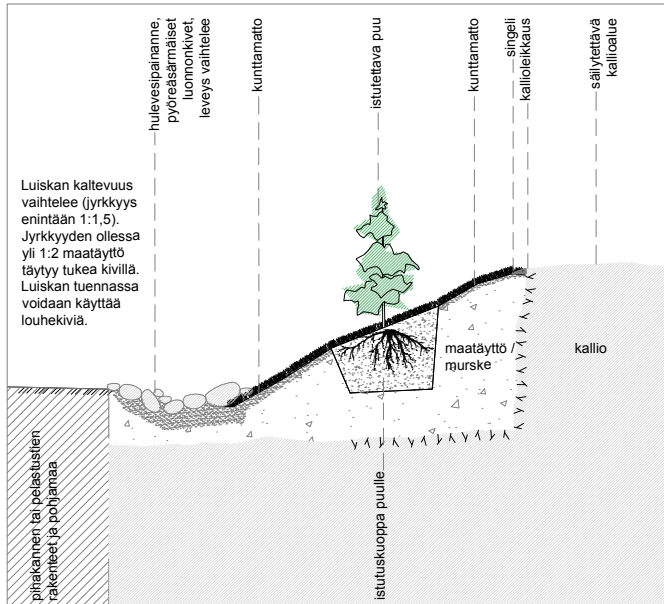 hulevesipainanne,
pyöreäsärmäiset
luonnonkivet,
leveys vaihtelee
kunttamatto
istutettava puu
kunttamatto
singeli
kallioleikkaus
säilytettävä
kallioalue
Luiskan kaltevuus
vaihtelee (jyrkkyys
enintään 1:1,5).
Jyrkkyyden ollessa
yli 1:2 maatäyttö
täytyy tukea kivillä.
Luiskan tuennassa
voidaan käyttää
louhekiviä.
maatäyttö /
murske
kallio
pihakannen tai pelastustien
rakenteet ja pohjamaa
istutuskuoppa puulle